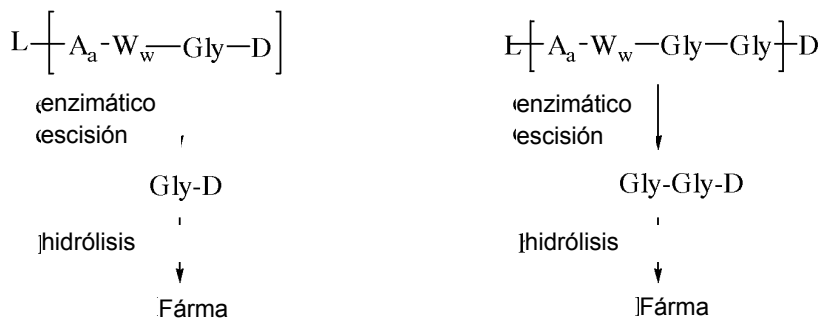 L—[A_a-W_w—Gly—D]
enzimático
escisión
Gly-D
hidrólisis
Fárma
L—[A_a-W_w—Gly—Gly]—D
enzimático
escisión
Gly-Gly-D
hidrólisis
Fárma